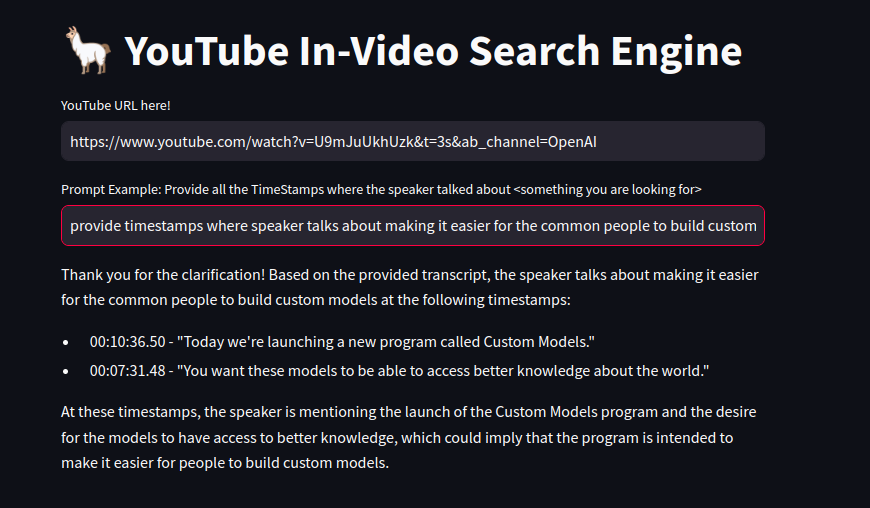 YouTube In-Video Search Engine
YouTube URL here!
https://www.youtube.com/watch?v=U9mJuUkhUzk&t=3s&ab_channel=OpenAI
Prompt Example: Provide all the TimeStamps where the speaker talked about <something you are looking for>
provide timestamps where speaker talks about making it easier for the common people to build custom
Thank you for the clarification! Based on the provided transcript, the speaker talks about making it easier
for the common people to build custom models at the following timestamps:
• 00:10:36.50 - "Today we're launching a new program called Custom Models."
• 00:07:31.48 - "You want these models to be able to access better knowledge about the world."
At these timestamps, the speaker is mentioning the launch of the Custom Models program and the desire
for the models to have access to better knowledge, which could imply that the program is intended to
make it easier for people to build custom models.